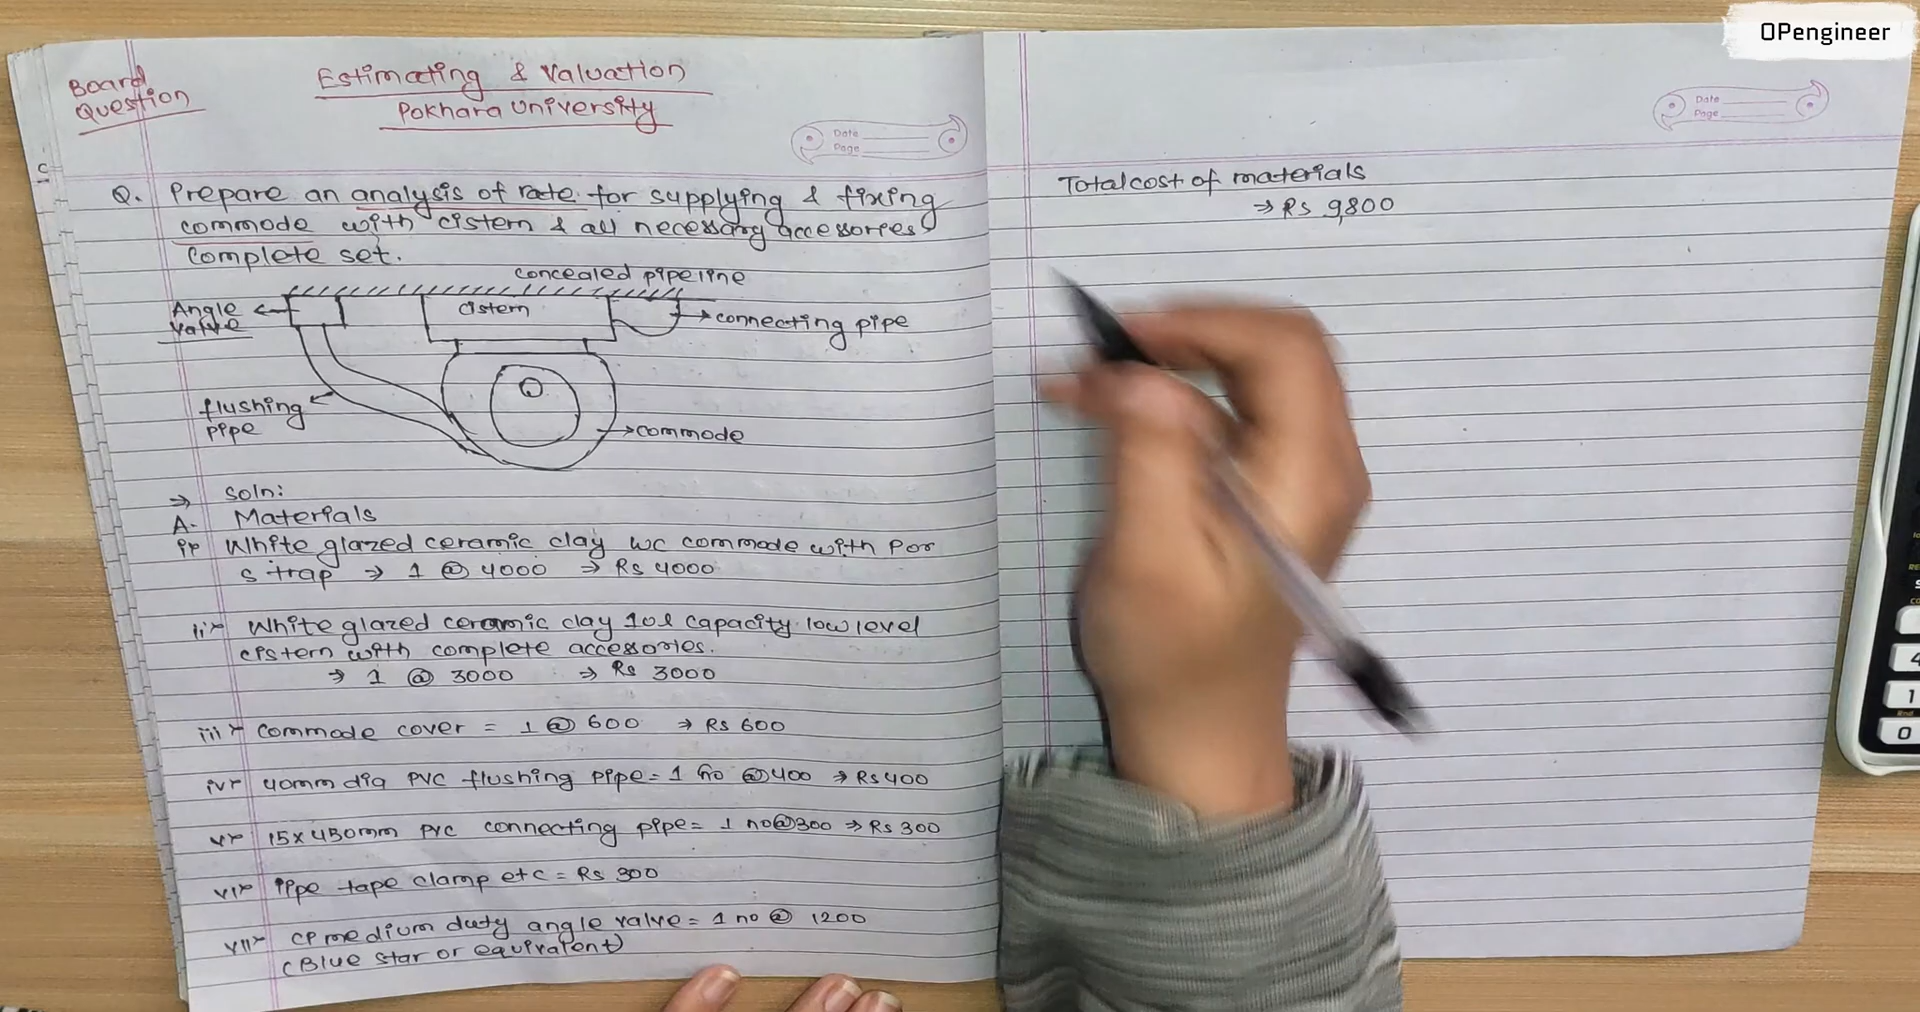 OPengineer
Board
Question
Estimating & Valuation
Pokhara University
Date
Page
Q. Prepare an analysis of rate for supplying & fixing
commode with cistern & all necessary accessories
complete set.
concealed pipeline
Angle
valve
cistern
connecting pipe
flushing
pipe
commode
Soln:
A. Materials
i) White glazed ceramic clay wc commode with P or
s trap → 1 @ 4000 → Rs 4000
ii) White glazed ceramic clay 10l capacity low level
cistern with complete accessories.
→ 1 @ 3000 → Rs 3000
iii) commode cover = 1 @ 600 → Rs 600
iv) 40mm dia PVC flushing pipe = 1 no @ 400 → Rs 400
v) 15x450mm PVC connecting pipe = 1 no @ 300 → Rs 300
vi) Pipe tape clamp etc = Rs 300
vii) CP medium duty angle valve = 1 no @ 1200
(Blue star or equivalent)
Date
Page
Total cost of materials
→ Rs 9,800
4
1
0